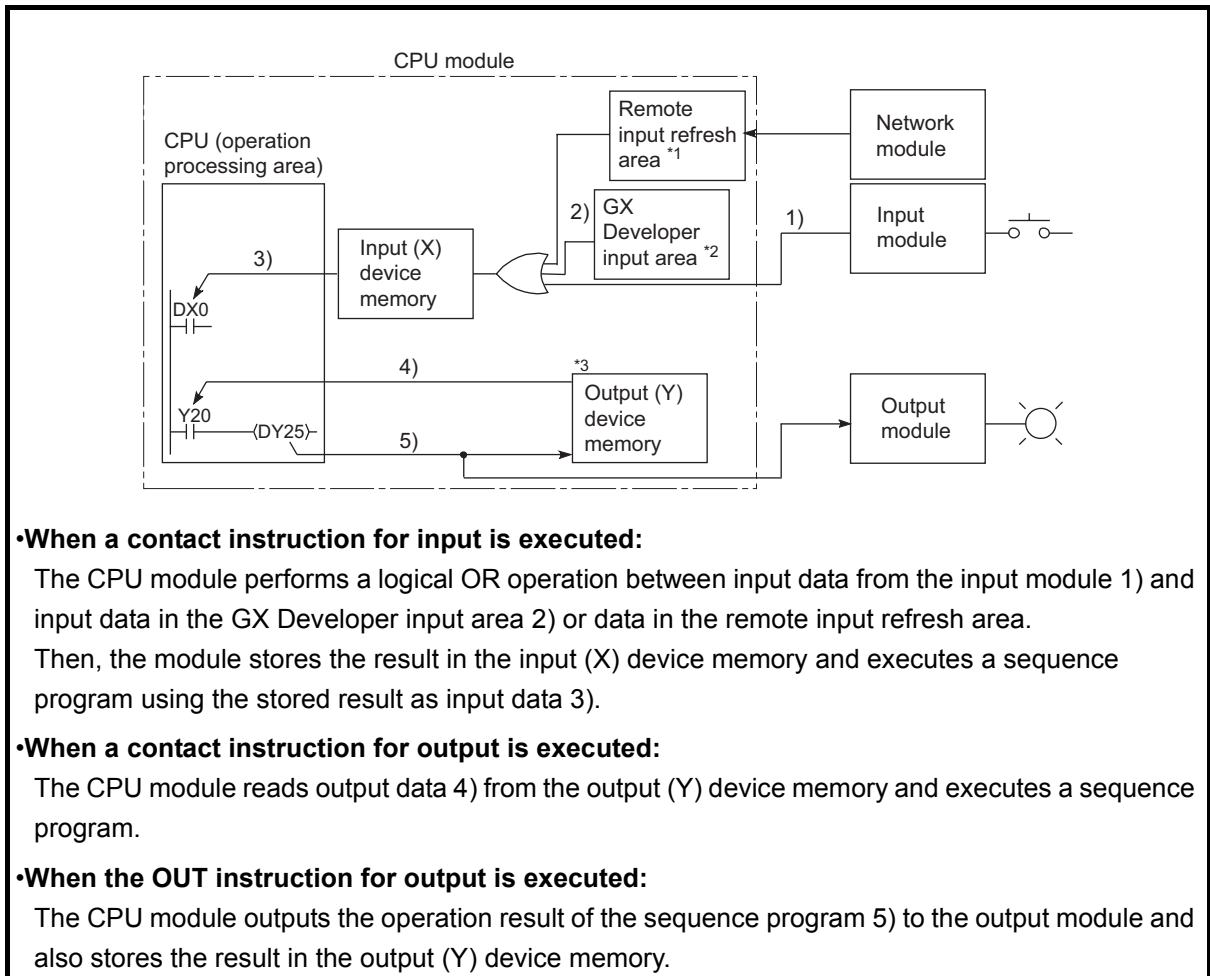 CPU module
Remote
input refresh
area *1
Network
module
CPU (operation
processing area)
2)
GX
Developer
input area *2
1)
Input
module
Input (X)
device
memory
3)
DX0
4)
*3
Output (Y)
device
memory
Output
module
Y20
DY25
5)
•When a contact instruction for input is executed:
The CPU module performs a logical OR operation between input data from the input module 1) and
input data in the GX Developer input area 2) or data in the remote input refresh area.
Then, the module stores the result in the input (X) device memory and executes a sequence
program using the stored result as input data 3).
•When a contact instruction for output is executed:
The CPU module reads output data 4) from the output (Y) device memory and executes a sequence
program.
•When the OUT instruction for output is executed:
The CPU module outputs the operation result of the sequence program 5) to the output module and
also stores the result in the output (Y) device memory.